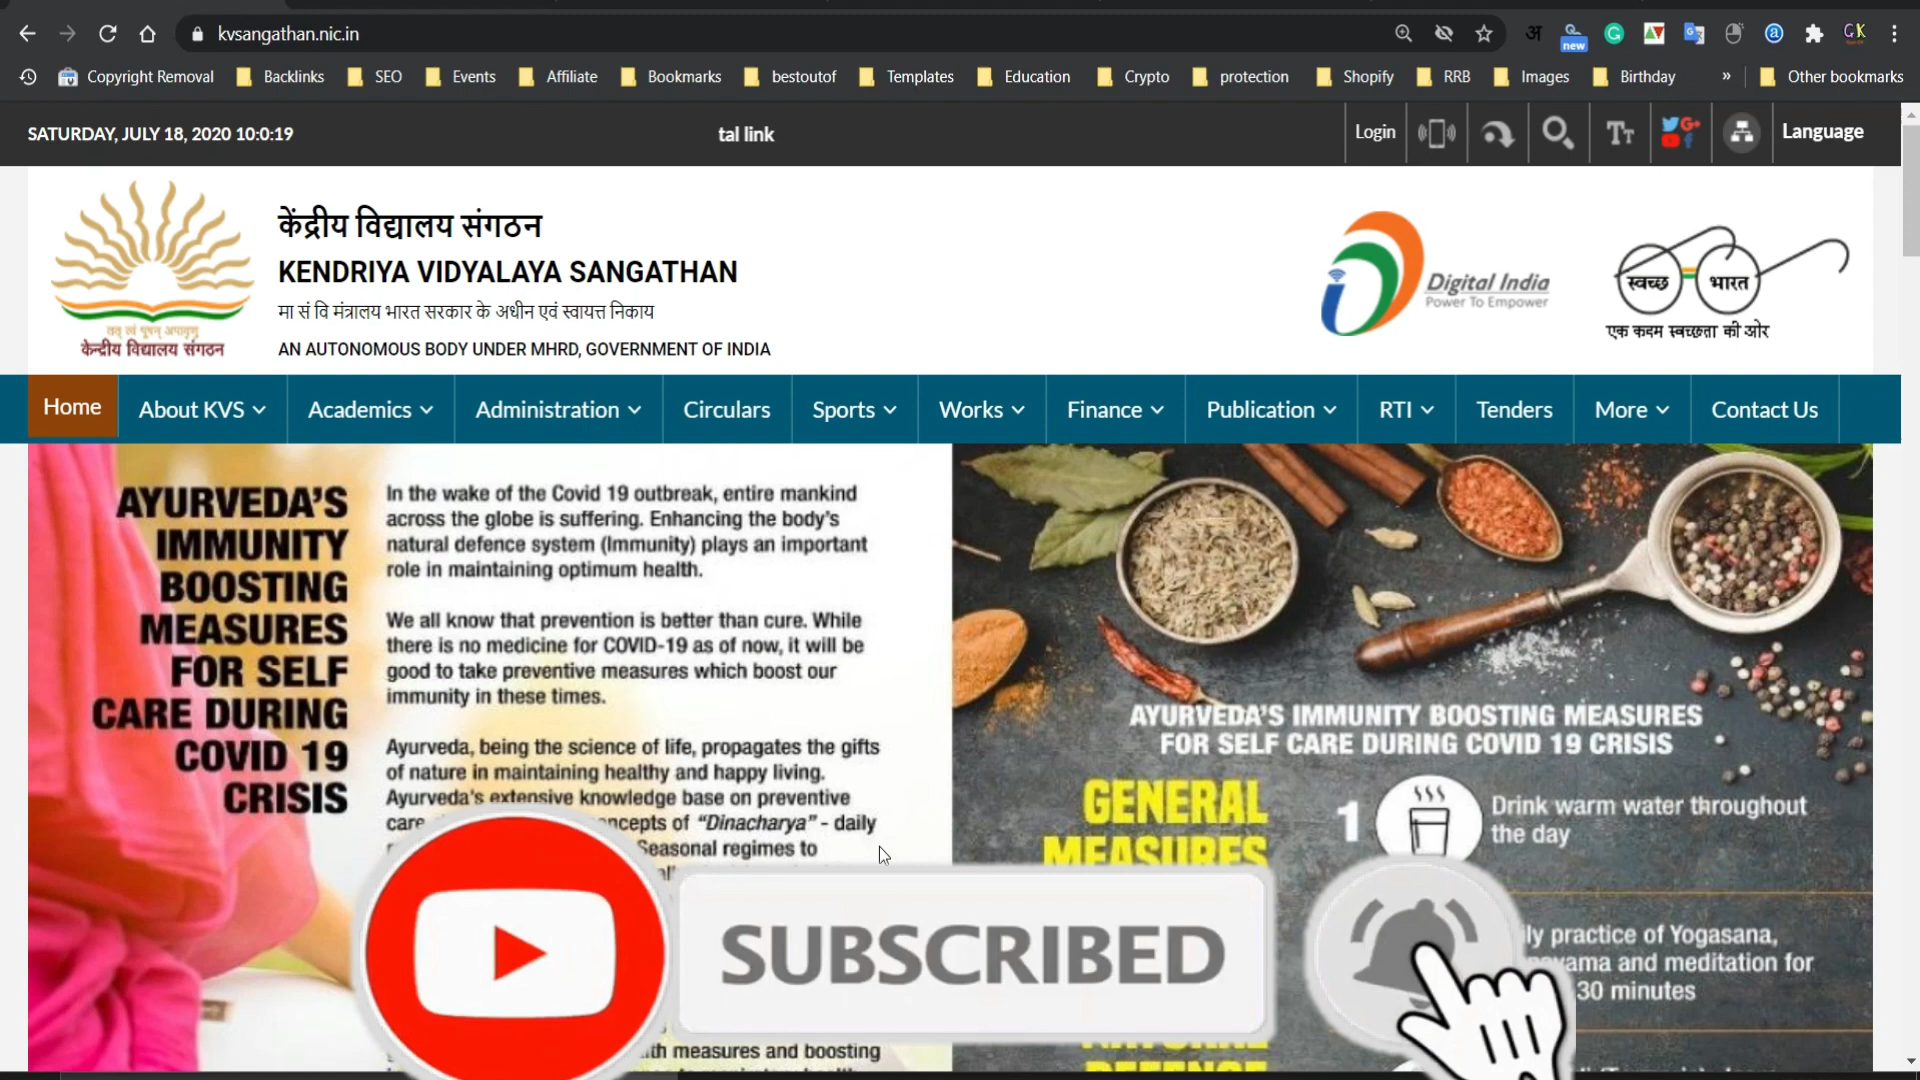 kvsangathan.nic.in
अ
new
GK
Copyright Removal
Backlinks
SEO
Events
Affiliate
Bookmarks
bestoutof
Templates
Education
Crypto
protection
Shopify
RRB
Images
Birthday
»
Other bookmarks
SATURDAY, JULY 18, 2020 10:0:19
tal link
Login
Language
केंद्रीय विद्यालय संगठन
KENDRIYA VIDYALAYA SANGATHAN
मा सं वि मंत्रालय भारत सरकार के अधीन एवं स्वायत्त निकाय
AN AUTONOMOUS BODY UNDER MHRD, GOVERNMENT OF INDIA
तत् त्वं पूषन् अपावृणु
केन्द्रीय विद्यालय संगठन
Digital India
Power To Empower
स्वच्छ भारत
एक कदम स्वच्छता की ओर
Home
About KVS
Academics
Administration
Circulars
Sports
Works
Finance
Publication
RTI
Tenders
More
Contact Us
AYURVEDA'S
IMMUNITY
BOOSTING
MEASURES
FOR SELF
CARE DURING
COVID 19
CRISIS
In the wake of the Covid 19 outbreak, entire mankind
across the globe is suffering. Enhancing the body's
natural defence system (Immunity) plays an important
role in maintaining optimum health.
We all know that prevention is better than cure. While
there is no medicine for COVID-19 as of now, it will be
good to take preventive measures which boost our
immunity in these times.
Ayurveda, being the science of life, propagates the gifts
of nature in maintaining healthy and happy living.
Ayurveda's extensive knowledge base on preventive
care "Dinacharya" - daily
Seasonal regimes to
measures and boosting
AYURVEDA'S IMMUNITY BOOSTING MEASURES
FOR SELF CARE DURING COVID 19 CRISIS
GENERAL
MEASURES
1
Drink warm water throughout
the day
practice of Yogasana,
and meditation for
30 minutes
SUBSCRIBED